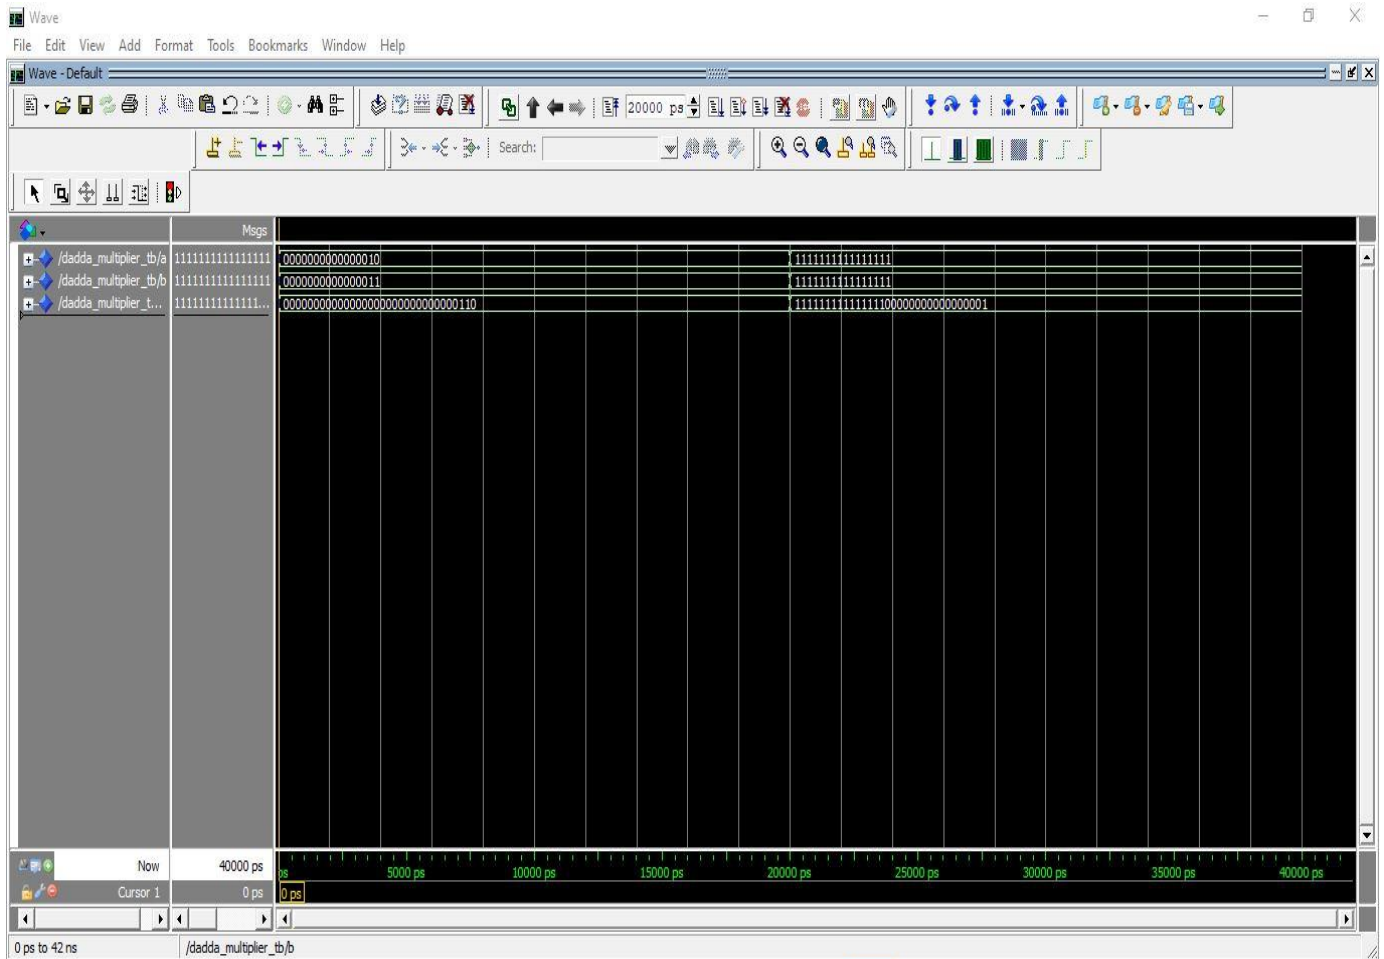 Wave
File Edit View Add Format Tools Bookmarks Window Help
Wave - Default
20000 ps
Search:
Msgs
/dadda_multiplier_tb/a 1111111111111111 0000000000000010 1111111111111111
/dadda_multiplier_tb/b 1111111111111111 0000000000000011 1111111111111111
/dadda_multiplier_t... 11111111111111... 00000000000000000000000000000110 11111111111111100000000000000001
Now 40000 ps ps 5000 ps 10000 ps 15000 ps 20000 ps 25000 ps 30000 ps 35000 ps 40000 ps
Cursor 1 0 ps 0 ps
0 ps to 42 ns /dadda_multiplier_tb/b